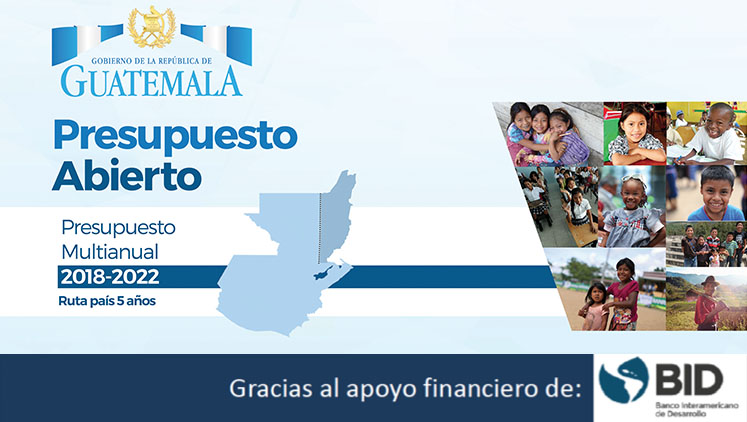 GOBIERNO DE LA REPÚBLICA DE
GUATEMALA
Presupuesto
Abierto
Presupuesto
Multianual
2018-2022
Ruta país 5 años
Gracias al apoyo financiero de:
BID
Banco Interamericano
de Desarrollo